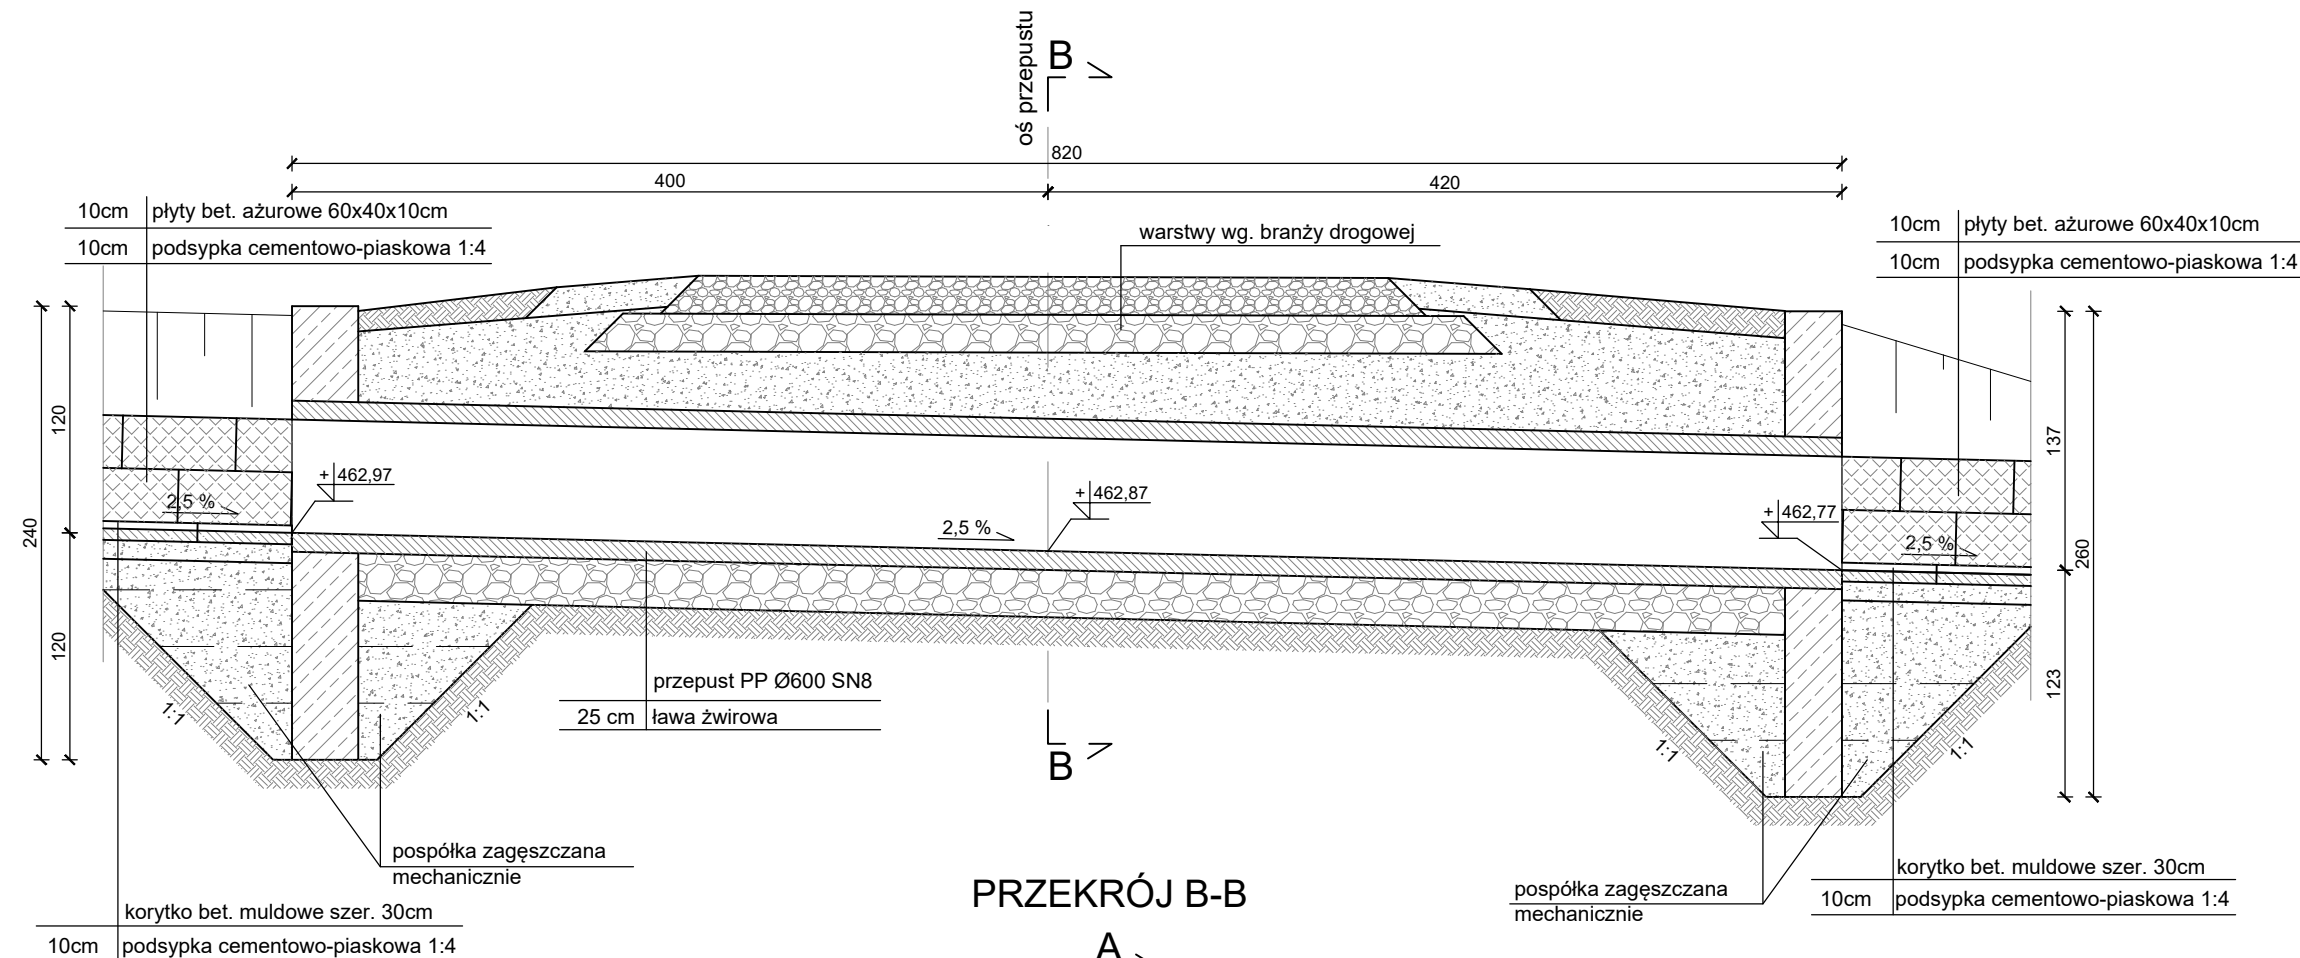 oś przepustu
B
820
400
420
10cm płyty bet. ażurowe 60x40x10cm
10cm podsypka cementowo-piaskowa 1:4
warstwy wg. branży drogowej
10cm płyty bet. ażurowe 60x40x10cm
10cm podsypka cementowo-piaskowa 1:4
120
240
120
2,5 %
+ 462,97
2,5 %
+ 462,87
+ 462,77
2,5 %
137
260
123
1:1
1:1
1:1
1:1
przepust PP Ø600 SN8
25 cm ława żwirowa
B
pospółka zagęszczana
mechanicznie
korytko bet. muldowe szer. 30cm
10cm podsypka cementowo-piaskowa 1:4
PRZEKRÓJ B-B
A
pospółka zagęszczana
mechanicznie
korytko bet. muldowe szer. 30cm
10cm podsypka cementowo-piaskowa 1:4